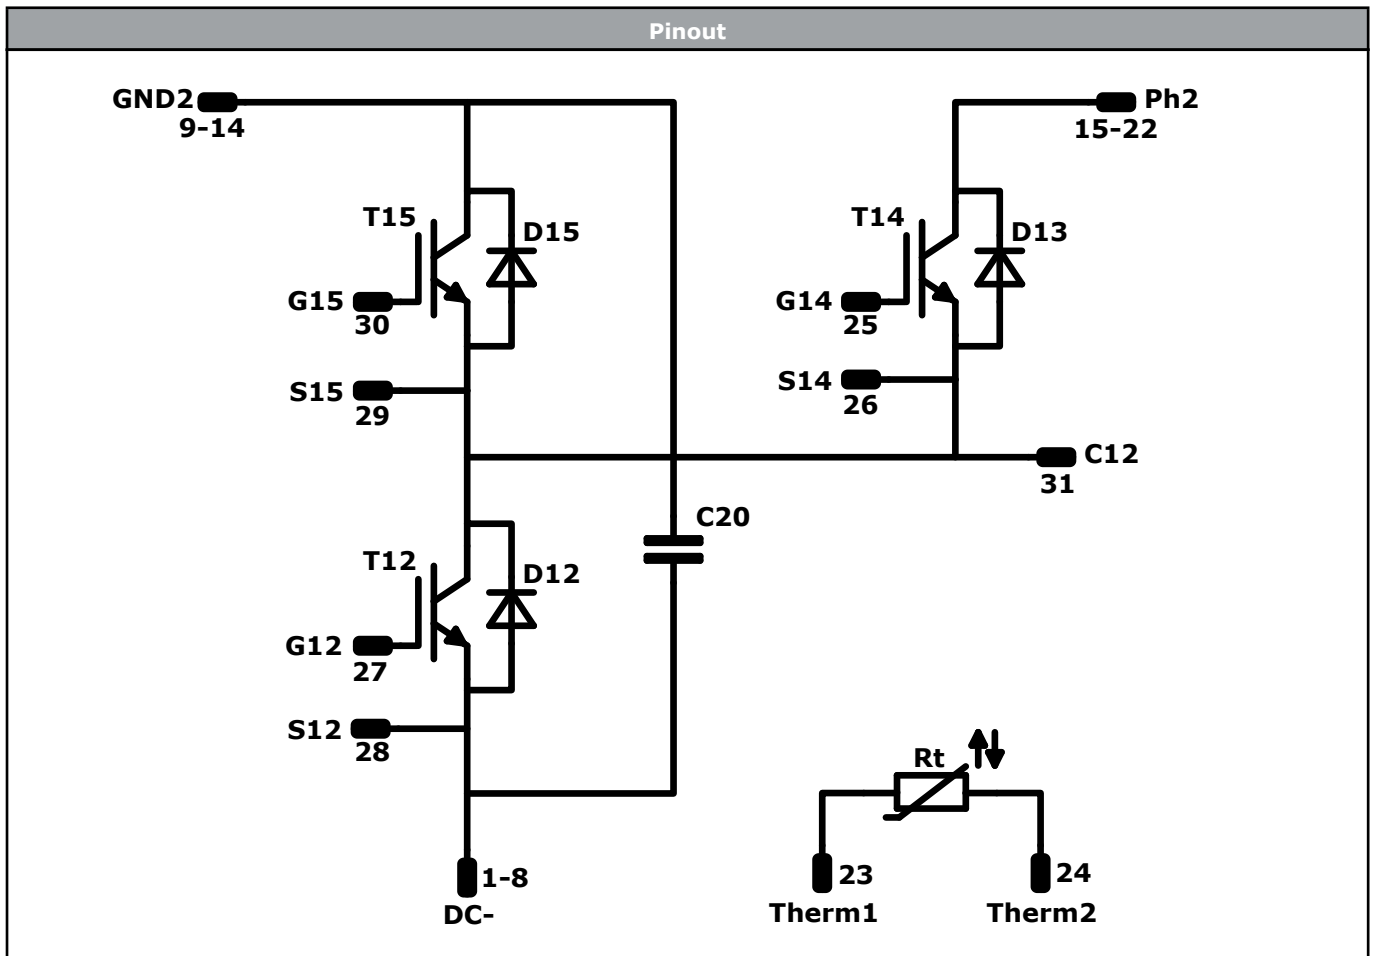 Pinout
GND2
9-14
Ph2
15-22
T15
D15
G15
30
S15
29
T14
D13
G14
25
S14
26
C12
31
C20
T12
D12
G12
27
S12
28
1-8
DC-
Rt
23
Therm1
24
Therm2